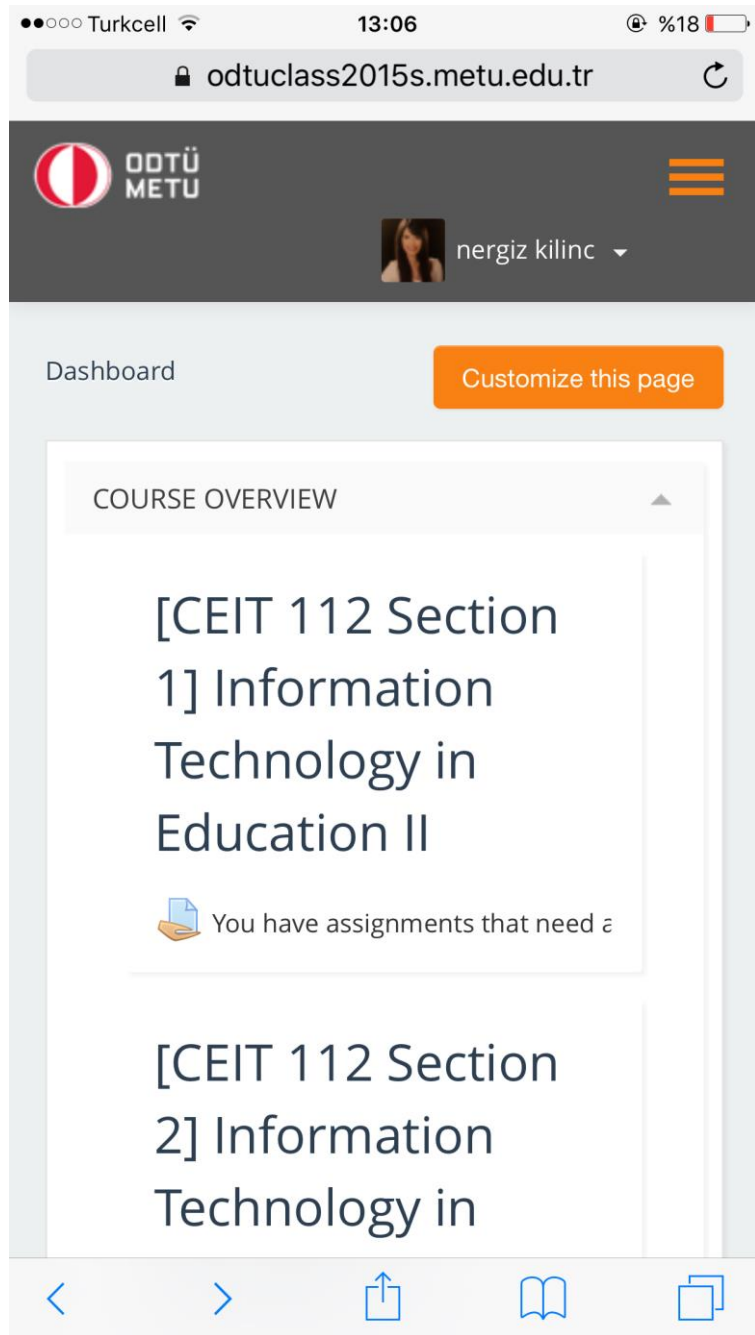 Turkcell 13:06 %18
odtuclass2015s.metu.edu.tr
ODTÜ
METU
nergiz kilinc
Dashboard
Customize this page
COURSE OVERVIEW
[CEIT 112 Section
1] Information
Technology in
Education II
You have assignments that need a
[CEIT 112 Section
2] Information
Technology in